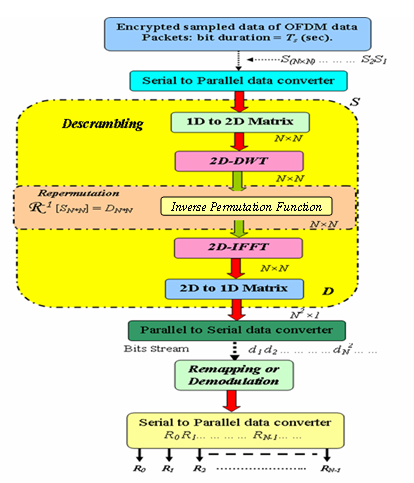 Encrypted sampled data of OFDM data
Packets: bit duration = Ts (sec).
S(N×N) ... ... ... S2S1
Serial to Parallel data converter
S
Descrambling
1D to 2D Matrix
N×N
2D-DWT
N×N
Repermutation
ℛ-1 [SN*N] = DN*N
Inverse Permutation Function
N×N
2D-IFFT
N×N
2D to 1D Matrix
D
N2×1
Parallel to Serial data converter
Bits Stream
d1 d2 ... ... ... ... dN2 ... ...
Remapping or
Demodulation
Serial to Parallel data converter
R0 R1... ... ... ... RN-1... ...
R0 R1 R2 ........................ RN-1